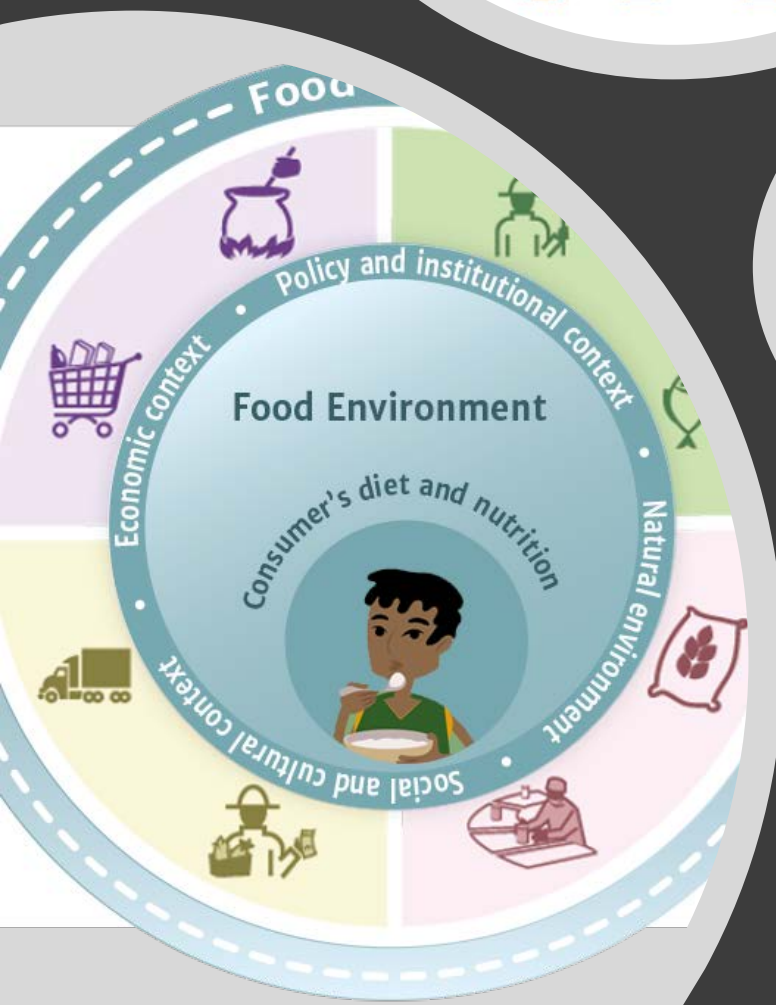 Food
Policy and institutional context
Economic context
Natural environment
Social and cultural context
Food Environment
Consumer's diet and nutrition